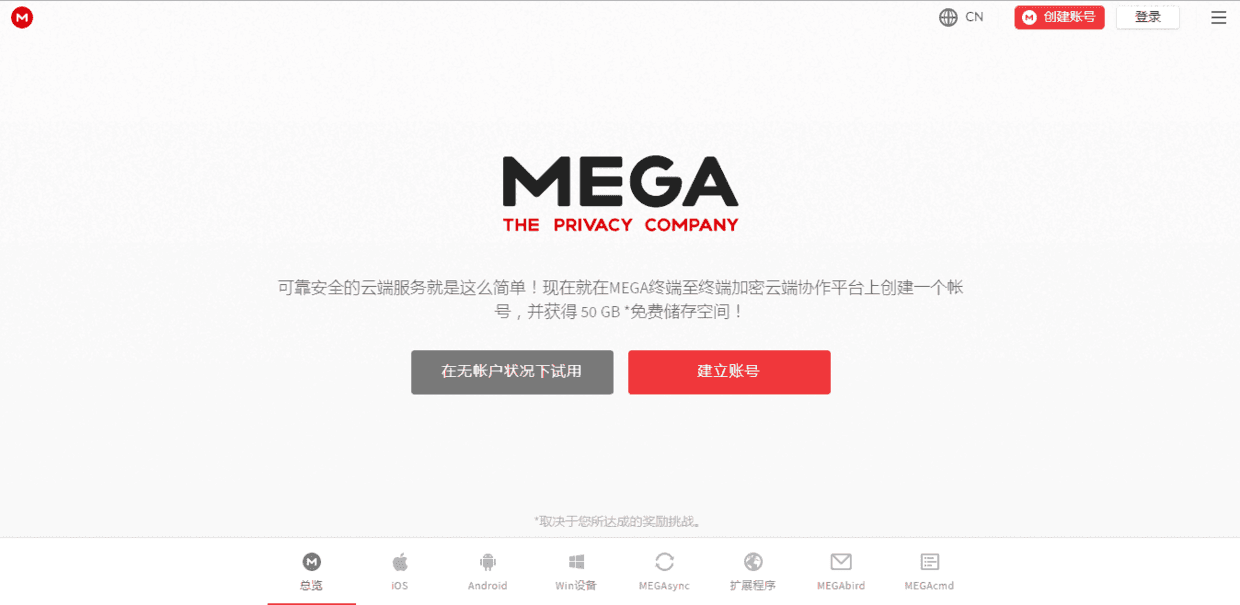 M
CN
M 创建账号
登录
MEGA
THE PRIVACY COMPANY
可靠安全的云端服务就是这么简单！现在就在MEGA终端至终端加密云端协作平台上创建一个帐
号，并获得 50 GB *免费储存空间！
在无帐户状况下试用
建立账号
*取决于您所达成的奖励挑战。
M
总览
iOS
Android
Win设备
MEGAsync
扩展程序
MEGAbird
MEGAcmd